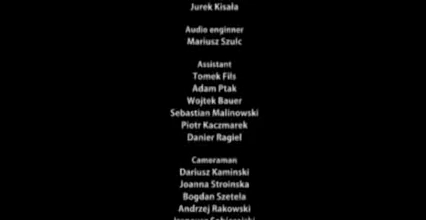 Jurek Kisała
Audio enginner
Mariusz Szulc
Assistant
Tomek Fils
Adam Ptak
Wojtek Bauer
Sebastian Malinowski
Piotr Kaczmarek
Danier Ragiel
Cameraman
Dariusz Kaminski
Joanna Stroinska
Bogdan Szetela
Andrzej Rakowski